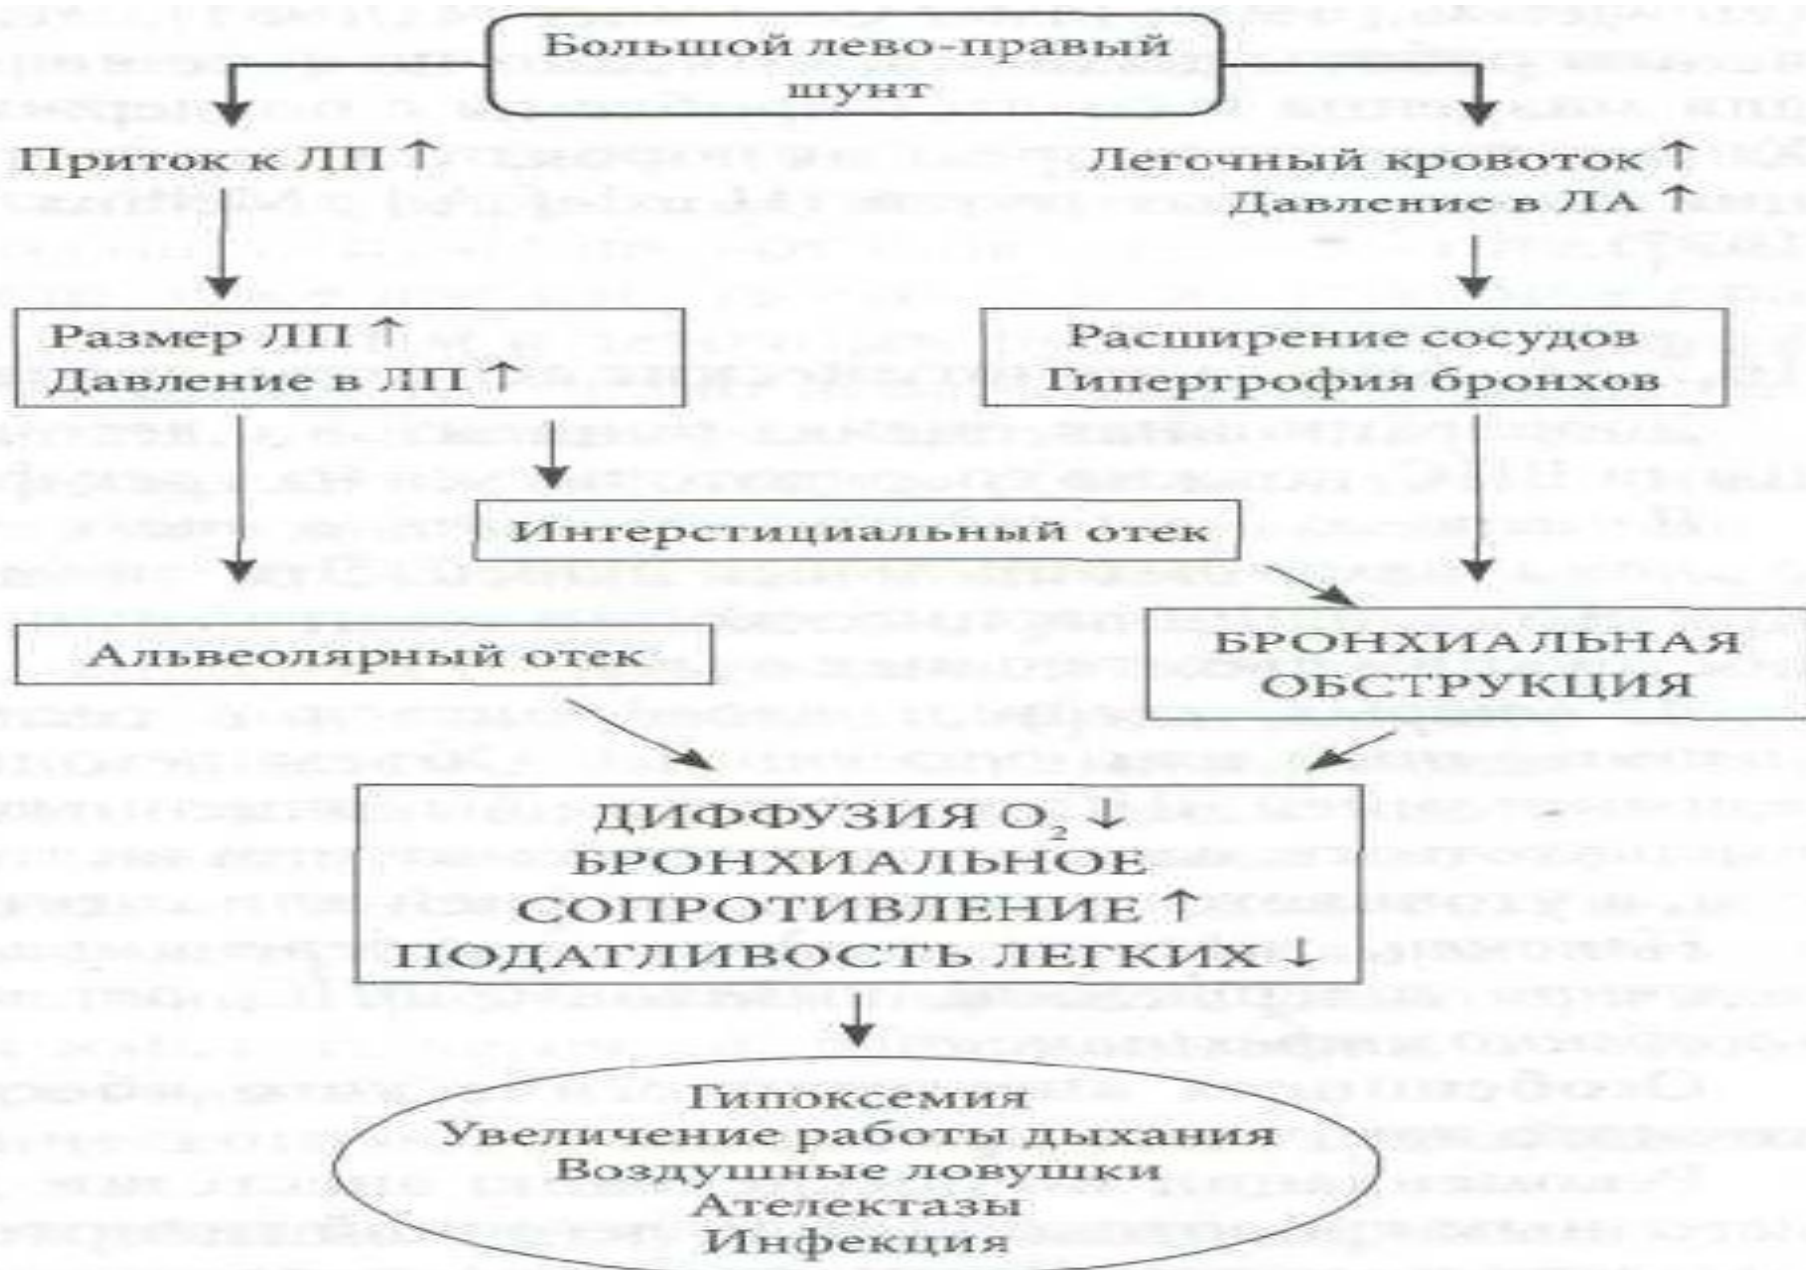 Большой лево-правый
шунт
Приток к ЛП ↑
Легочный кровоток ↑
Давление в ЛА ↑
Размер ЛП ↑
Давление в ЛП ↑
Расширение сосудов
Гипертрофия бронхов
Интерстициальный отек
Альвеолярный отек
БРОНХИАЛЬНАЯ
ОБСТРУКЦИЯ
ДИФФУЗИЯ O₂ ↓
БРОНХИАЛЬНОЕ
СОПРОТИВЛЕНИЕ ↑
ПОДАТЛИВОСТЬ ЛЕГКИХ ↓
Гипоксемия
Увеличение работы дыхания
Воздушные ловушки
Ателектазы
Инфекция